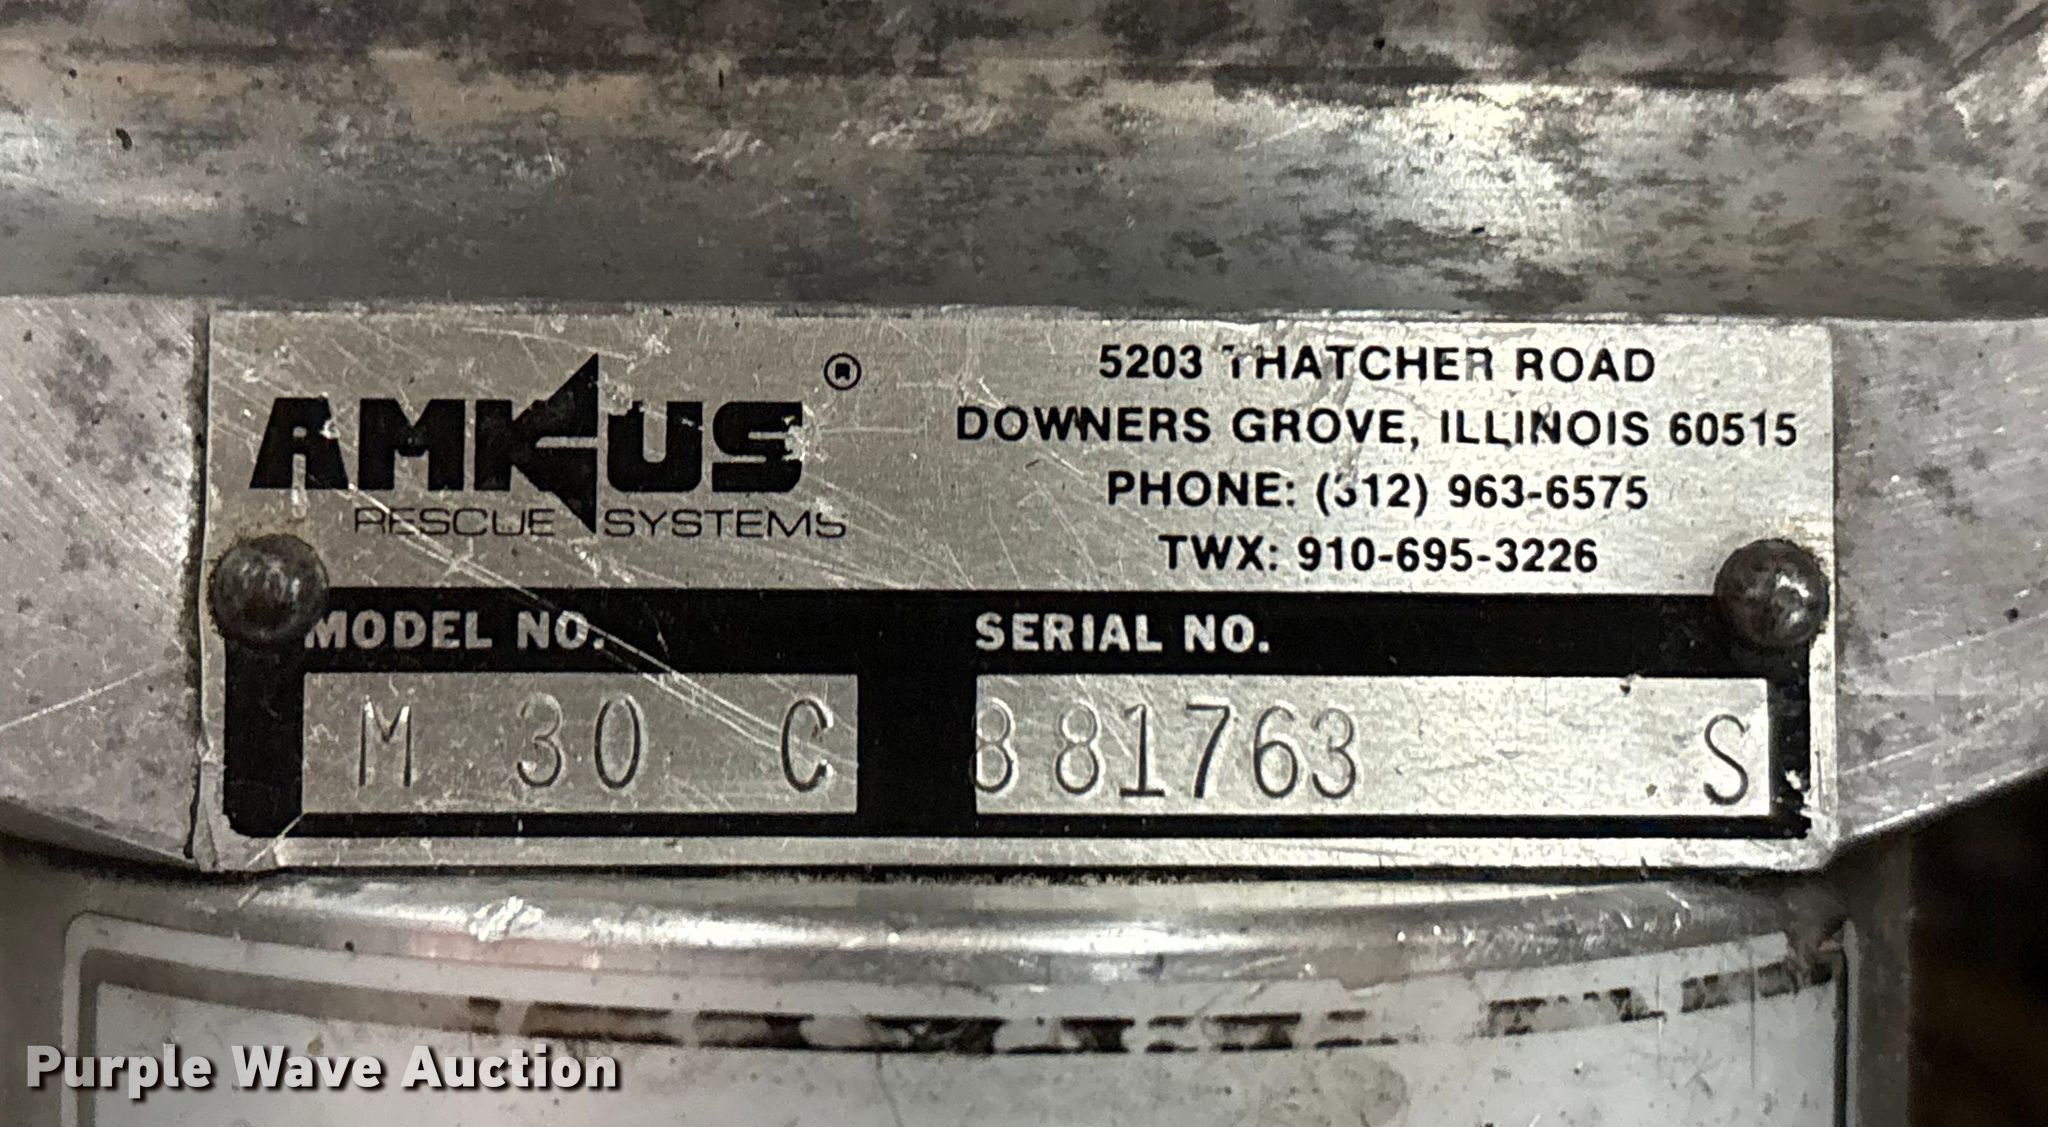 AMKUS ®
RESCUE SYSTEMS
5203 THATCHER ROAD
DOWNERS GROVE, ILLINOIS 60515
PHONE: (312) 963-6575
TWX: 910-695-3226
MODEL NO. SERIAL NO.
M 30 C 881763 S
Purple Wave Auction